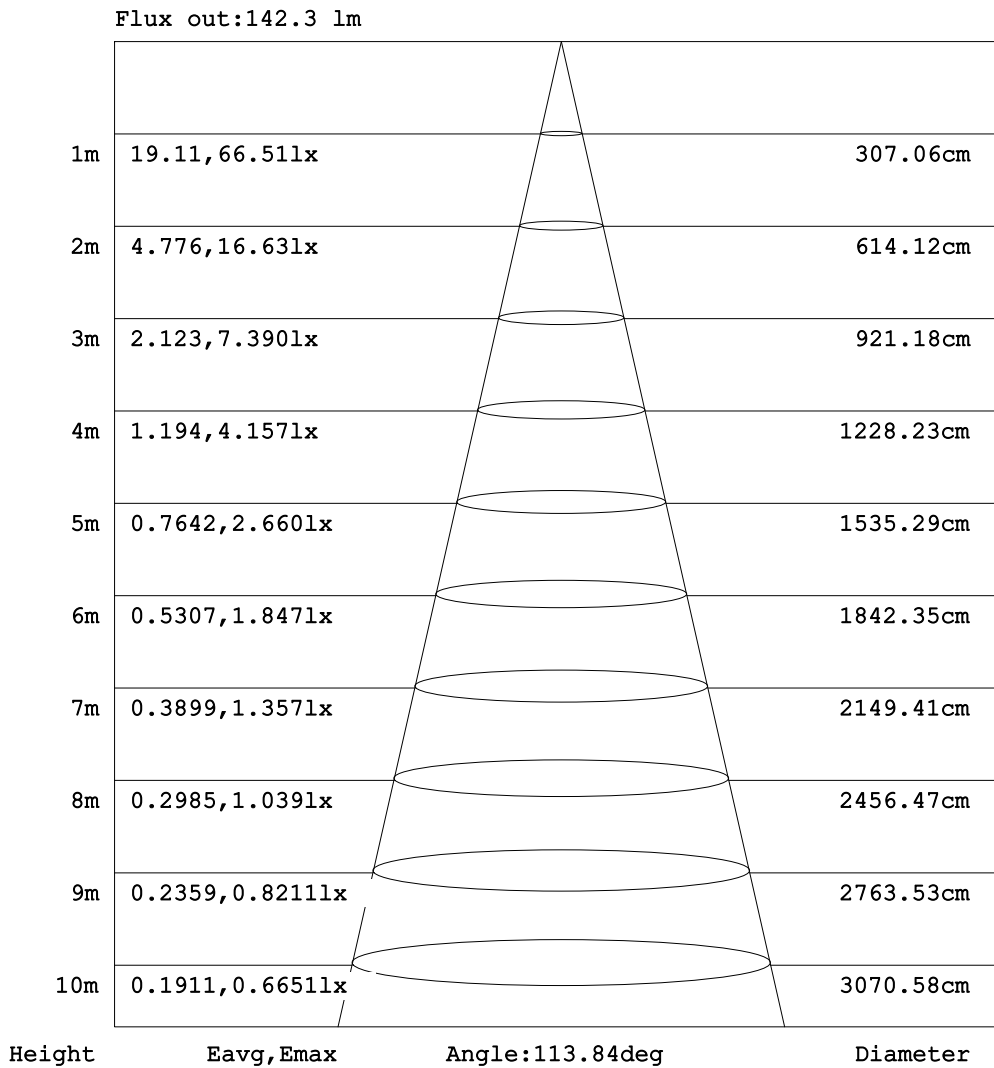 Flux out:142.3 lm
1m 19.11,66.51lx 307.06cm
2m 4.776,16.63lx 614.12cm
3m 2.123,7.390lx 921.18cm
4m 1.194,4.157lx 1228.23cm
5m 0.7642,2.660lx 1535.29cm
6m 0.5307,1.847lx 1842.35cm
7m 0.3899,1.357lx 2149.41cm
8m 0.2985,1.039lx 2456.47cm
9m 0.2359,0.8211lx 2763.53cm
10m 0.1911,0.6651lx 3070.58cm
Height Eavg,Emax Angle:113.84deg Diameter